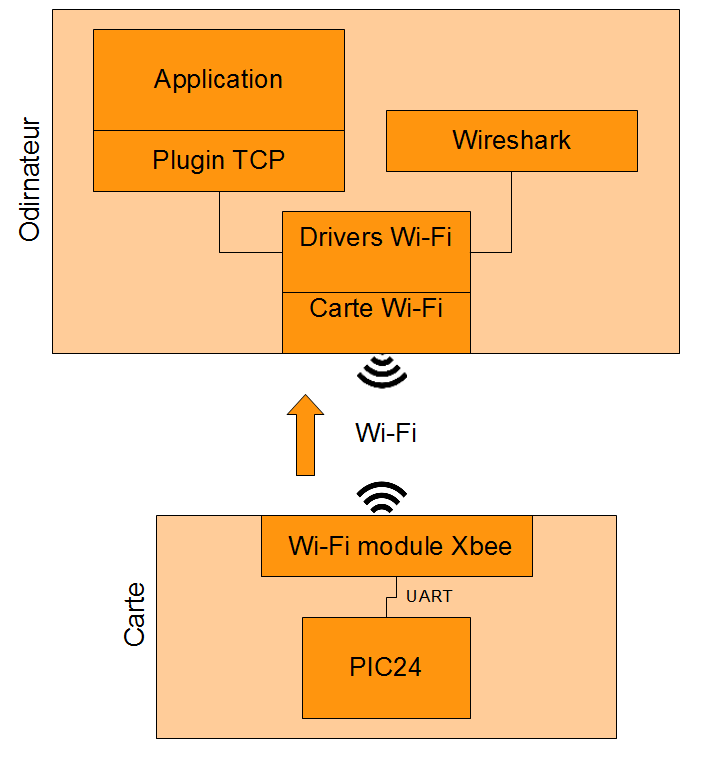 Odirnateur
Application
Plugin TCP
Wireshark
Drivers Wi-Fi
Carte Wi-Fi
Wi-Fi
Carte
Wi-Fi module Xbee
UART
PIC24